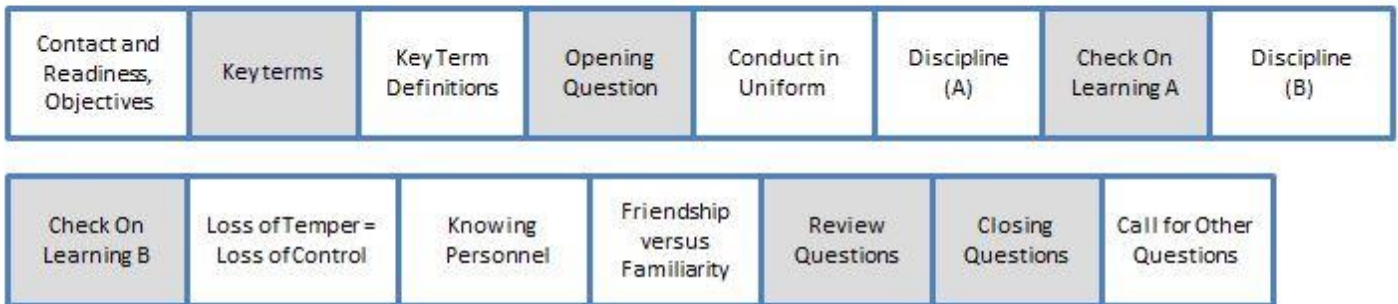 Contact and
Readiness,
Objectives
Key terms
Key Term
Definitions
Opening
Question
Conduct in
Uniform
Discipline
(A)
Check On
Learning A
Discipline
(B)
Check On
Learning B
Loss of Temper =
Loss of Control
Knowing
Personnel
Friendship
versus
Familiarity
Review
Questions
Closing
Questions
Call for Other
Questions